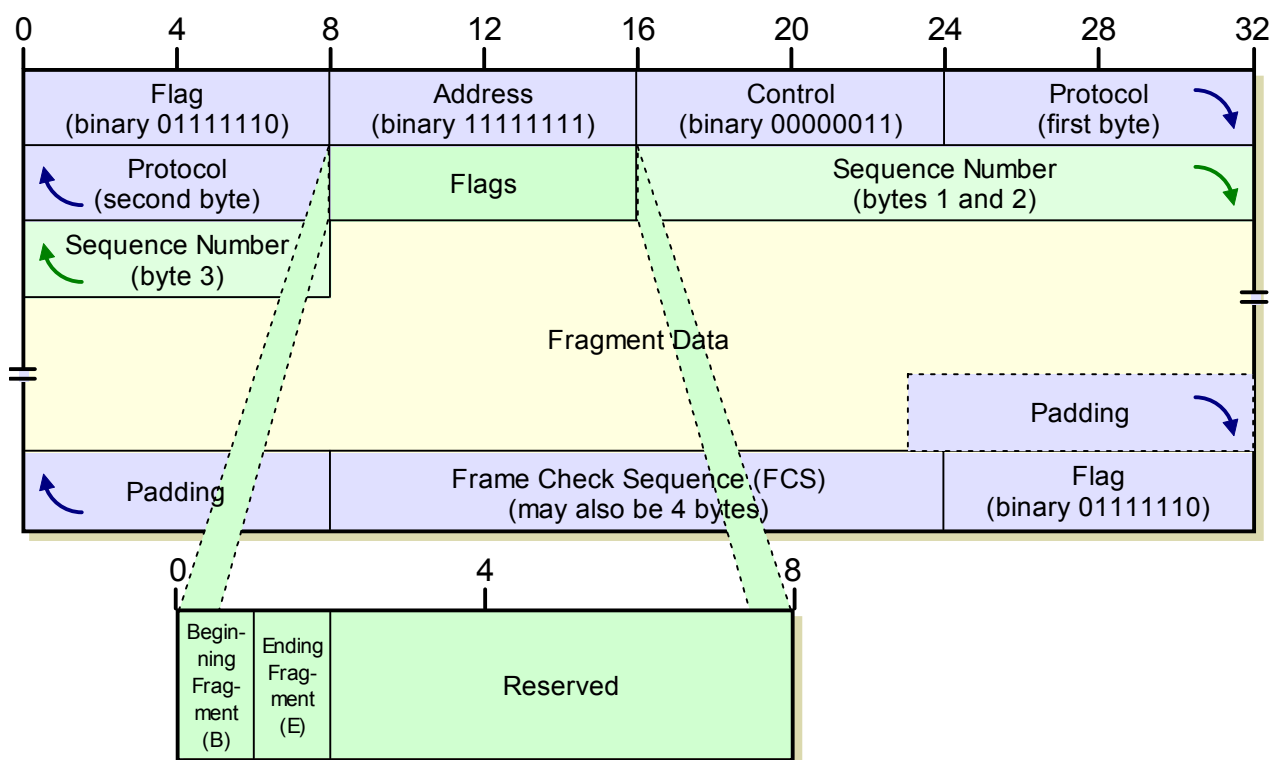 0 4 8 12 16 20 24 28 32
Flag
(binary 01111110)
Address
(binary 11111111)
Control
(binary 00000011)
Protocol
(first byte)
Protocol
(second byte)
Flags
Sequence Number
(bytes 1 and 2)
Sequence Number
(byte 3)
Fragment Data
Padding
Padding
Frame Check Sequence (FCS)
(may also be 4 bytes)
Flag
(binary 01111110)
0 4 8
Begin-
ning
Frag-
ment
(B)
Ending
Frag-
ment
(E)
Reserved